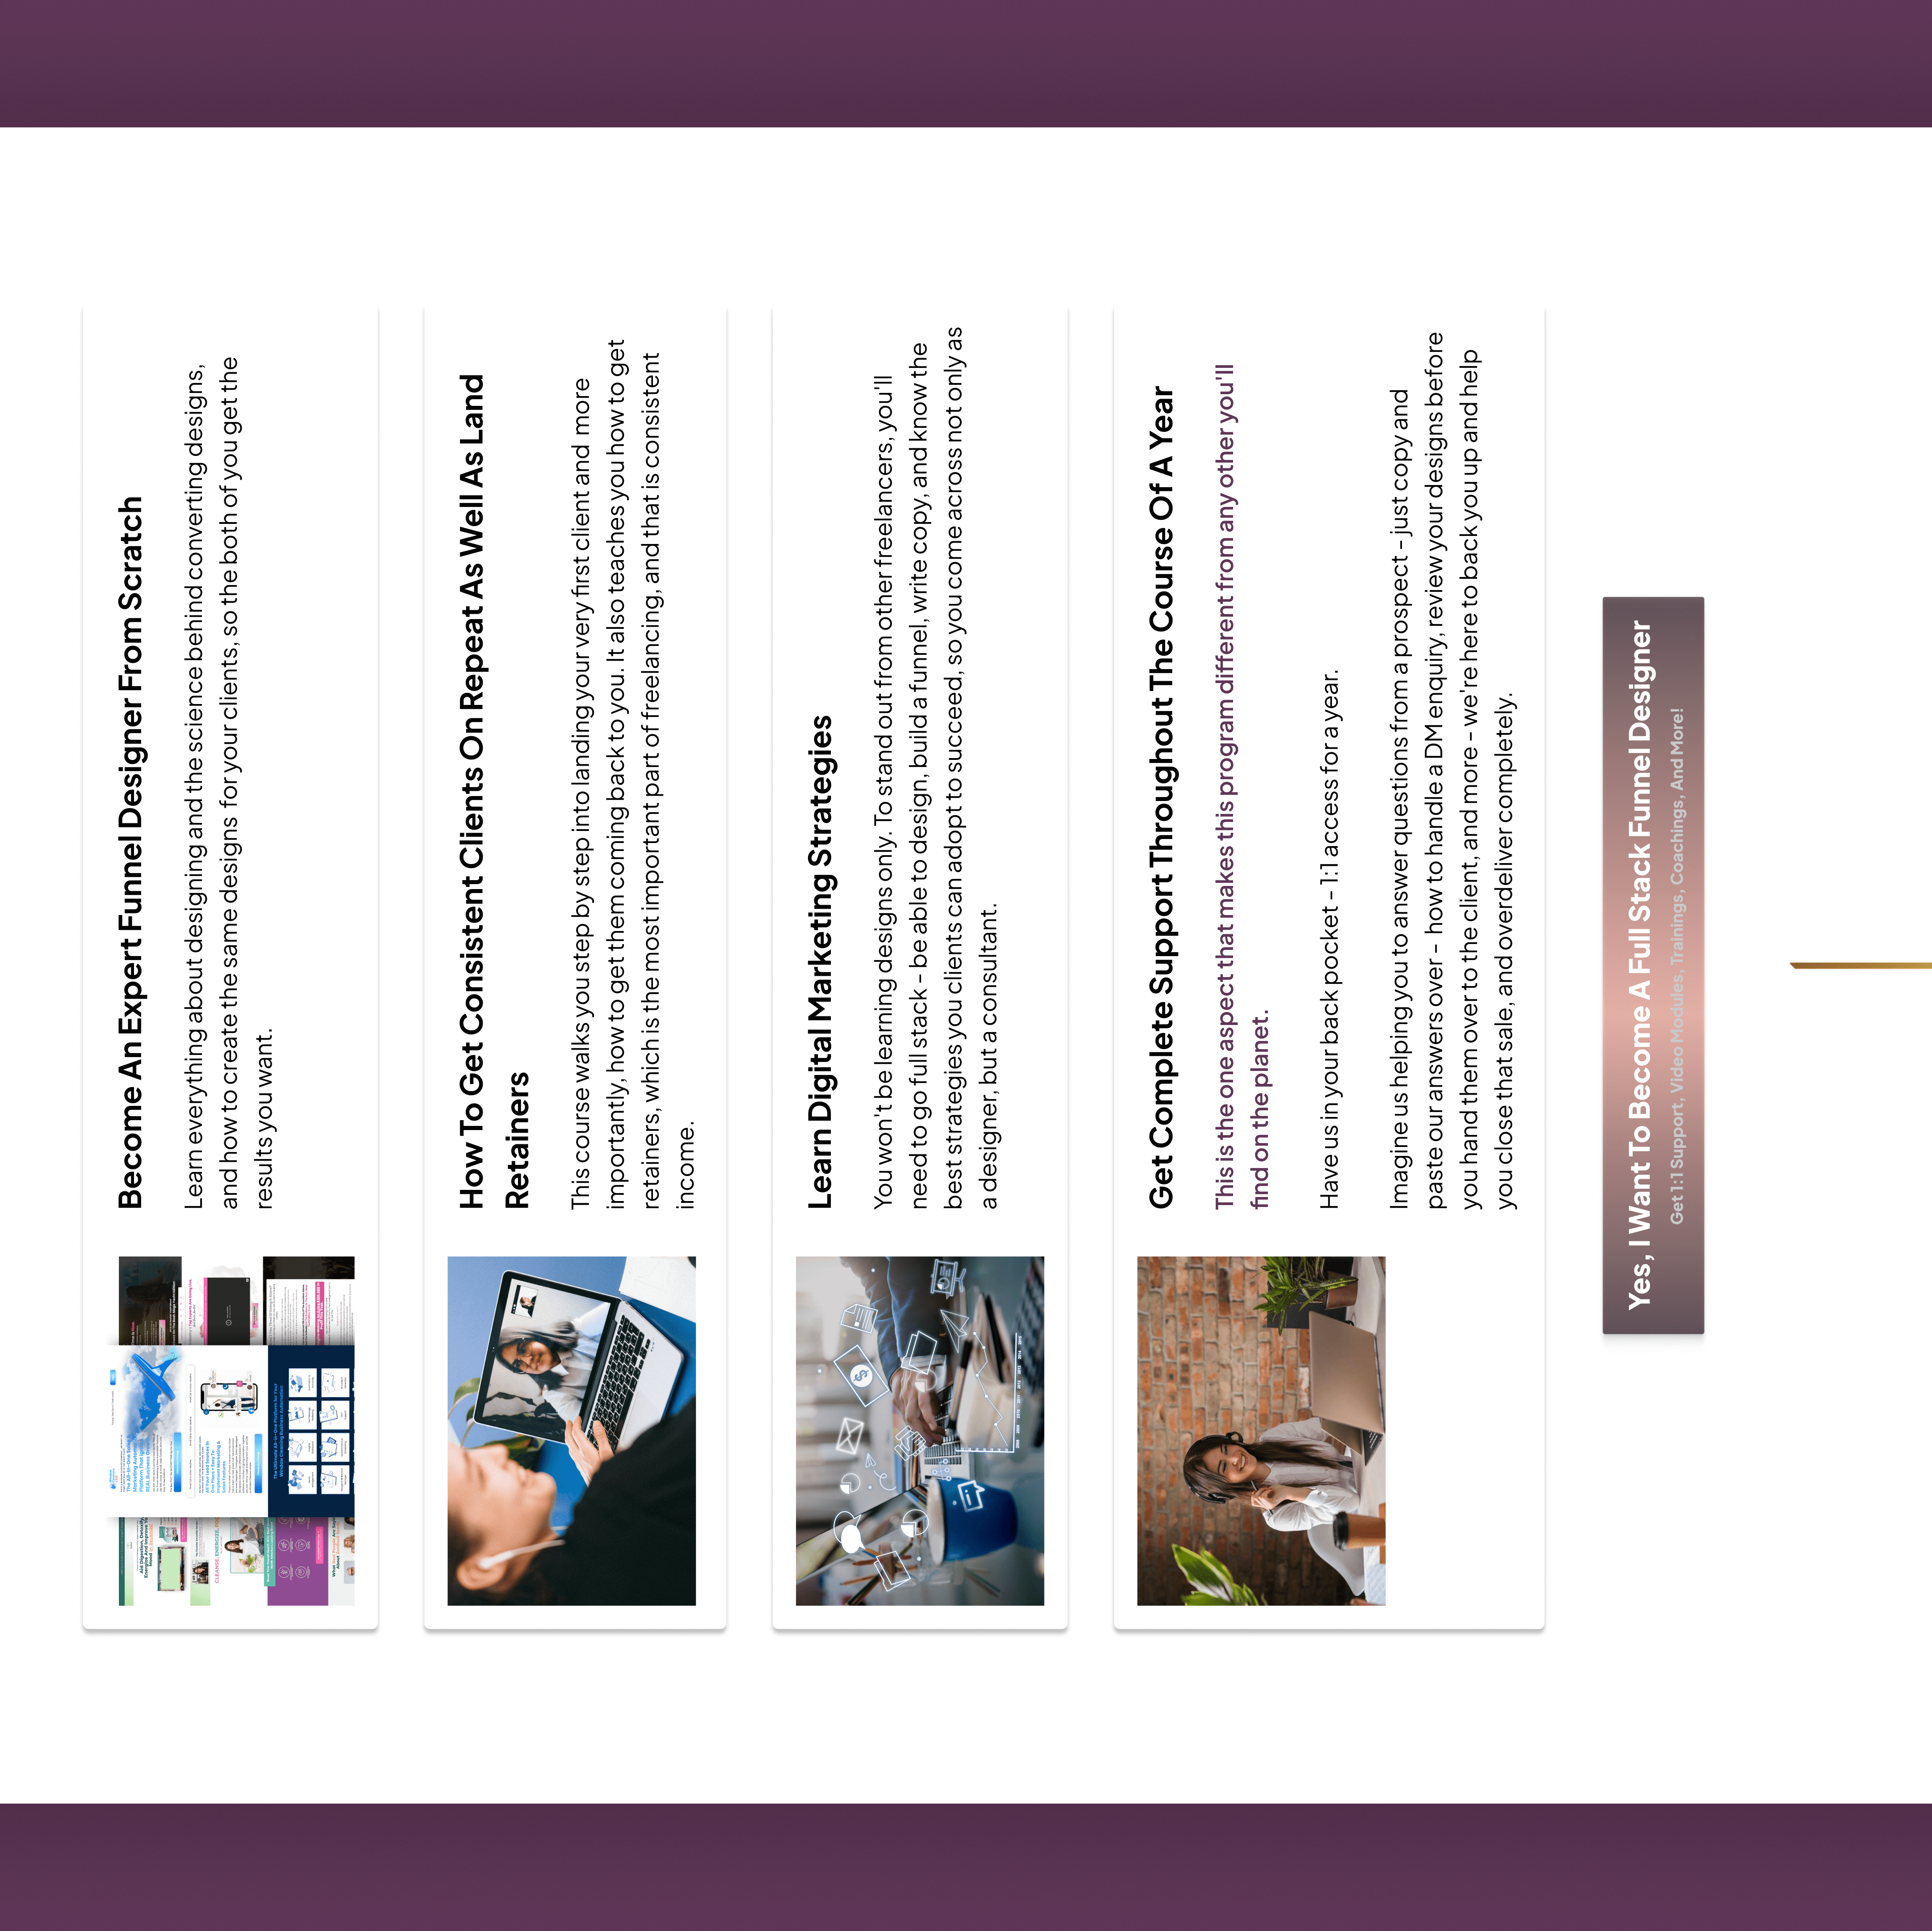 Become An Expert Funnel Designer From Scratch
Learn everything about designing and the science behind converting designs,
and how to create the same designs for your clients, so the both of you get the
results you want.
How To Get Consistent Clients On Repeat As Well As Land
Retainers
This course walks you step by step into landing your very first client and more
importantly, how to get them coming back to you. It also teaches you how to get
retainers, which is the most important part of freelancing, and that is consistent
income.
Learn Digital Marketing Strategies
You won't be learning designs only. To stand out from other freelancers, you'll
need to go full stack - be able to design, build a funnel, write copy, and know the
best strategies you clients can adopt to succeed, so you come across not only as
a designer, but a consultant.
Get Complete Support Throughout The Course Of A Year
This is the one aspect that makes this program different from any other you'll
find on the planet.
Have us in your back pocket - 1:1 access for a year.
Imagine us helping you to answer questions from a prospect - just copy and
paste our answers over - how to handle a DM enquiry, review your designs before
you hand them over to the client, and more - we're here to back you up and help
you close that sale, and overdeliver completely.
Yes, I Want To Become A Full Stack Funnel Designer
Get 1:1 Support, Video Modules, Trainings, Coachings, And More!